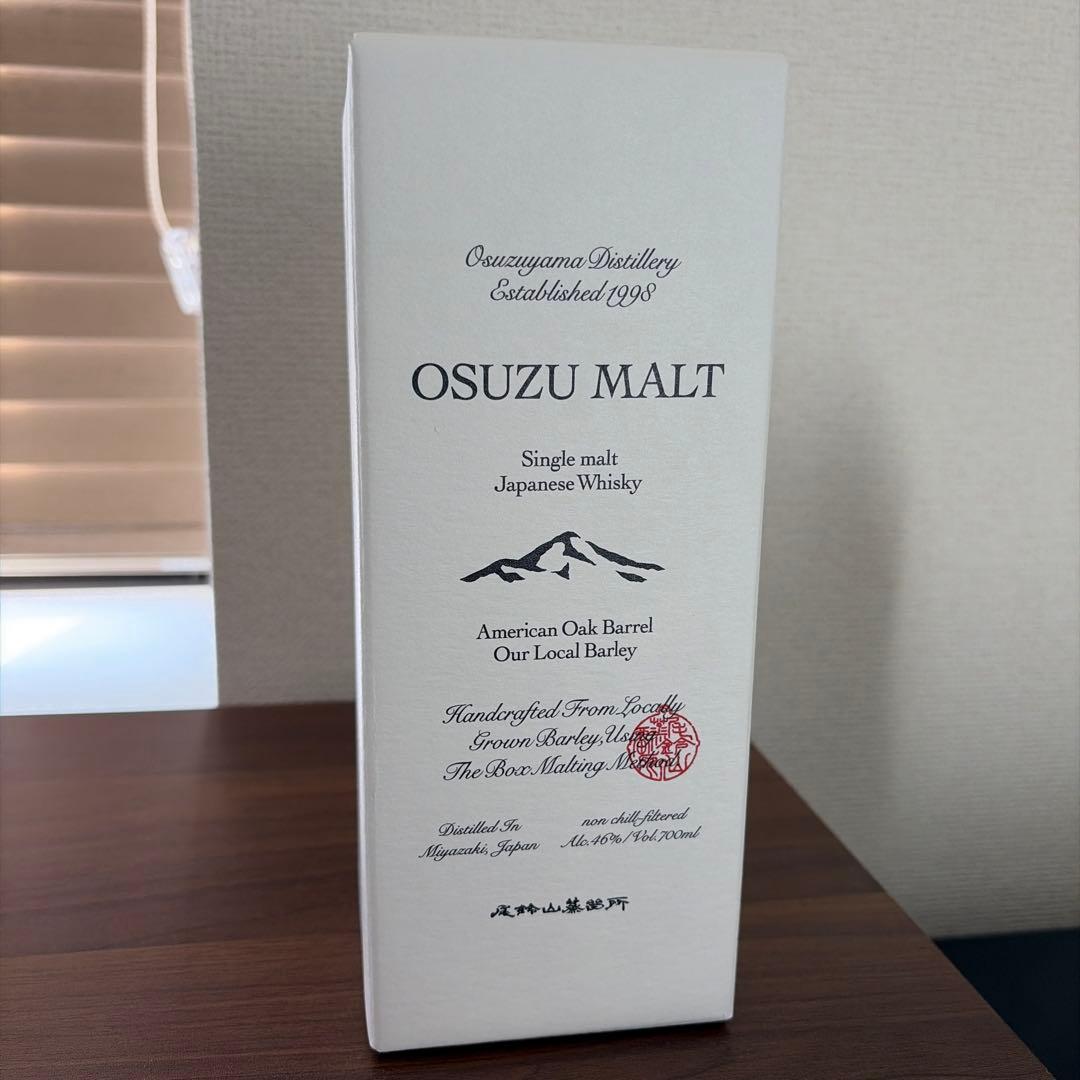 Osuzuyama Distillery
Established 1998
OSUZU MALT
Single malt
Japanese Whisky
American Oak Barrel
Our Local Barley
Handcrafted From Locally
Grown Barley, Using
The Box Malting Method
Distilled In
Miyazaki, Japan
non chill-filtered
Alc.46%/Vol.700ml
尾鈴山蒸留所